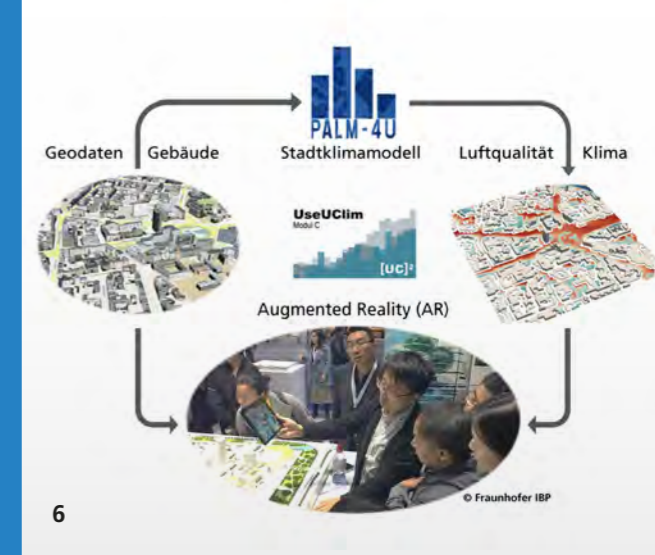 PALM-4U
Geodaten Gebäude
Stadtklimamodell
Luftqualität Klima
UseUClim
Modul C
[UC]²
Augmented Reality (AR)
© Fraunhofer IBP
6